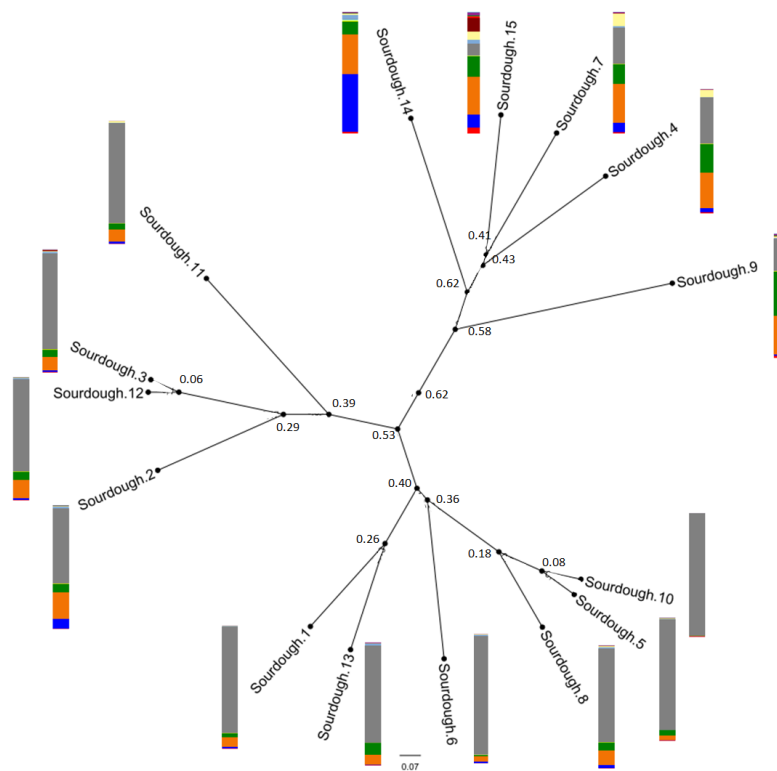 Sourdough.14
Sourdough.15
Sourdough.7
Sourdough.4
Sourdough.11
0.41
0.43
Sourdough.9
0.62
0.58
Sourdough.3
0.06
Sourdough.12
0.62
0.39
0.29
0.53
Sourdough.2
0.40
0.36
0.26
0.18
0.08
Sourdough.10
Sourdough.5
Sourdough.1
Sourdough.13
Sourdough.6
Sourdough.8
0.07